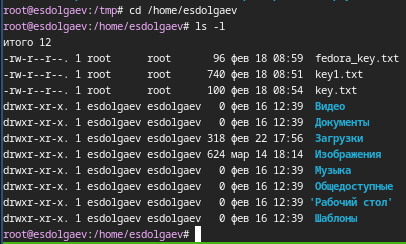 root@esdolgaev:/tmp# cd /home/esdolgaev
root@esdolgaev:/home/esdolgaev# ls -l
итого 12
-rw-r--r--. 1 root      root       96 фев 18 08:59  fedora_key.txt
-rw-r--r--. 1 root      root      740 фев 18 08:51  key1.txt
-rw-r--r--. 1 root      root      100 фев 18 08:54  key.txt
drwxr-xr-x. 1 esdolgaev esdolgaev   0 фев 16 12:39  Видео
drwxr-xr-x. 1 esdolgaev esdolgaev   0 фев 16 12:39  Документы
drwxr-xr-x. 1 esdolgaev esdolgaev 318 фев 22 17:56  Загрузки
drwxr-xr-x. 1 esdolgaev esdolgaev 624 мар 14 18:14  Изображения
drwxr-xr-x. 1 esdolgaev esdolgaev   0 фев 16 12:39  Музыка
drwxr-xr-x. 1 esdolgaev esdolgaev   0 фев 16 12:39  Общедоступные
drwxr-xr-x. 1 esdolgaev esdolgaev   0 фев 16 12:39 'Рабочий стол'
drwxr-xr-x. 1 esdolgaev esdolgaev   0 фев 16 12:39  Шаблоны
root@esdolgaev:/home/esdolgaev#